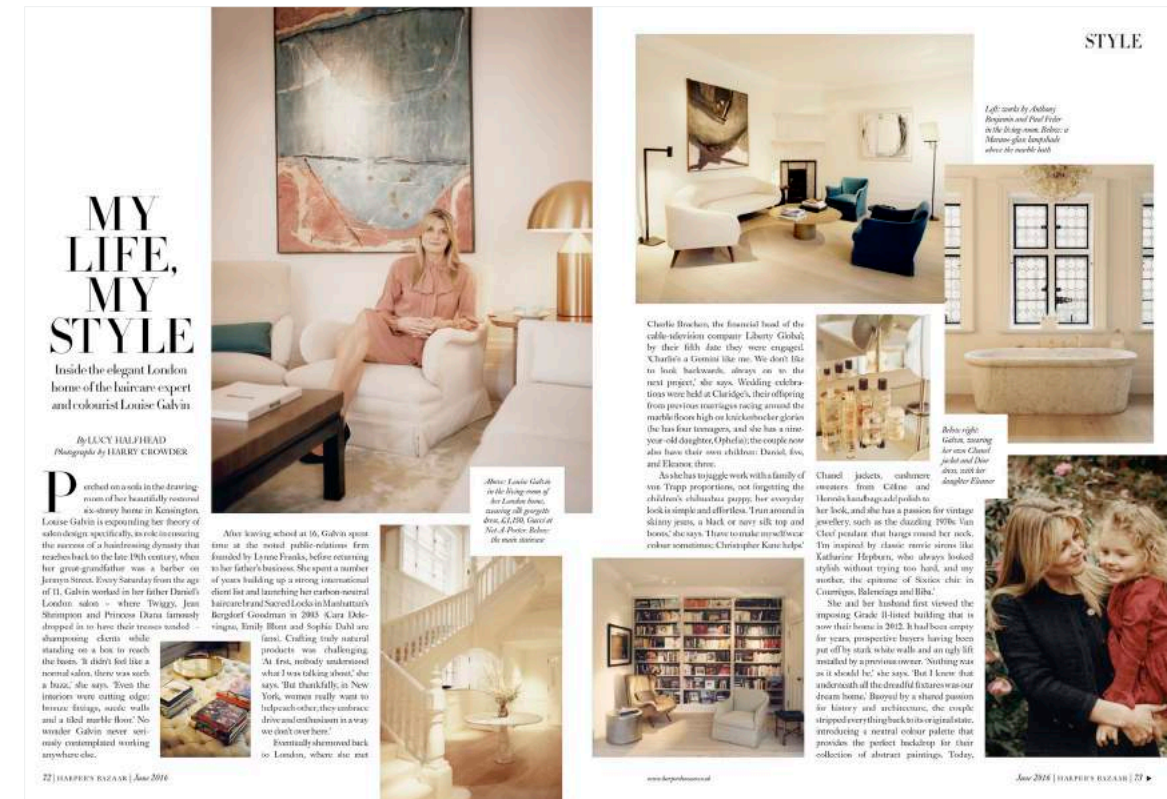 MY
LIFE,
MY
STYLE
Inside the elegant London
home of the haircare expert
and colourist Louise Galvin
By LUCY HALFHEAD
Photographs by HARRY CROWDER
Perched on a sofa in the drawing-
room of her beautifully restored
six-storey home in Kensington,
Louise Galvin is expounding her theory of
salon design: specifically, its role in ensuring
the success of a hairdressing dynasty that
reaches back to the late 19th century, when
her great-grandfather was a barber on
Jermyn Street. Every Saturday from the age
of 11, Galvin worked in her father Daniel's
London salon – where Twiggy, Jean
Shrimpton and Princess Diana famously
dropped in to have their tresses tended –
shampooing clients while
standing on a box to reach
the basin. 'It didn't feel like a
normal salon, there was such
a buzz,' she says. 'Even the
interiors were cutting edge:
bronze fittings, suede walls
and a tiled marble floor.' No
wonder Galvin never seri-
ously contemplated working
anywhere else.
After leaving school at 16, Galvin spent
time at the noted public-relations firm
founded by Lynne Franks, before returning
to her father's business. She spent a number
of years building up a strong international
client list and launching her carbon-neutral
haircare brand Sacred Locks in Manhattan's
Bergdorf Goodman in 2003 (Cara Dele-
vingne, Emily Blunt and Sophie Dahl are
fans). Crafting truly natural
products was challenging.
'At first, nobody understood
what I was talking about,' she
says. 'But thankfully, in New
York, women really want to
help each other; they embrace
drive and enthusiasm in a way
we don't over here.'
Eventually she moved back
to London, where she met
Above: Louise Galvin
in the living-room of
her London home,
wearing silk georgette
dress, £1,190, Gucci at
Net-A-Porter. Below:
the main staircase
72 | HARPER'S BAZAAR | June 2016
STYLE
Left: works by Anthony
Benjamin and Paul Feiler
in the living-room. Below: a
Murano-glass lampshade
above the marble bath
Charlie Bracken, the financial head of the
cable-television company Liberty Global;
by their fifth date they were engaged.
'Charlie's a Gemini like me. We don't like
to look backwards, always on to the
next project,' she says. Wedding celebra-
tions were held at Claridge's, their offspring
from previous marriages racing around the
marble floors high on knickerbocker glories
(he has four teenagers, and she has a nine-
year-old daughter, Ophelia); the couple now
also have their own children: Daniel, five,
and Eleanor, three.
As she has to juggle work with a family of
von Trapp proportions, not forgetting the
children's chihuahua puppy, her everyday
look is simple and effortless. 'I run around in
skinny jeans, a black or navy silk top and
boots,' she says. 'I have to make myself wear
colour sometimes; Christopher Kane helps.'
Chanel jackets, cashmere
sweaters from Céline and
Hermès handbags add polish to
her look, and she has a passion for vintage
jewellery, such as the dazzling 1970s Van
Cleef pendant that hangs round her neck.
'I'm inspired by classic movie sirens like
Katharine Hepburn, who always looked
stylish without trying too hard, and my
mother, the epitome of Sixties chic in
Courrèges, Balenciaga and Biba.'
She and her husband first viewed the
imposing Grade II-listed building that is
now their home in 2012. It had been empty
for years, prospective buyers having been
put off by stark white walls and an ugly lift
installed by a previous owner. 'Nothing was
as it should be,' she says. 'But I knew that
underneath all the dreadful fixtures was our
dream home.' Buoyed by a shared passion
for history and architecture, the couple
stripped everything back to its original state,
introducing a neutral colour palette that
provides the perfect backdrop for their
collection of abstract paintings. Today,
Below right:
Galvin, wearing
her own Chanel
jacket and Dior
dress, with her
daughter Eleanor
www.harpersbazaar.co.uk
June 2016 | HARPER'S BAZAAR | 73